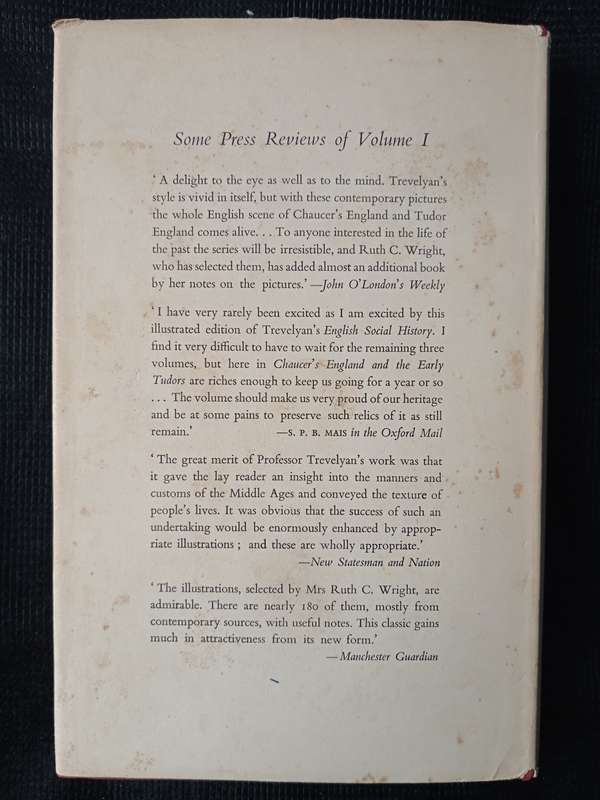 Some Press Reviews of Volume I
‘ A delight to the eye as well as to the mind. Trevelyan’s
style is vivid in itself, but with these contemporary pictures
the whole English scene of Chaucer’s England and Tudor
England comes alive. . . To anyone interested in the life of
the past the series will be irresistible, and Ruth C. Wright,
who has selected them, has added almost an additional book
by her notes on the pictures.’ —John O’London’s Weekly
‘ I have very rarely been excited as I am excited by this
illustrated edition of Trevelyan’s English Social History. I
find it very difficult to have to wait for the remaining three
volumes, but here in Chaucer’s England and the Early
Tudors are riches enough to keep us going for a year or so
. . . The volume should make us very proud of our heritage
and be at some pains to preserve such relics of it as still
remain.’ —S. P. B. MAIS in the Oxford Mail
‘ The great merit of Professor Trevelyan’s work was that
it gave the lay reader an insight into the manners and
customs of the Middle Ages and conveyed the texture of
people’s lives. It was obvious that the success of such an
undertaking would be enormously enhanced by approp-
riate illustrations ; and these are wholly appropriate.’
—New Statesman and Nation
‘ The illustrations, selected by Mrs Ruth C. Wright, are
admirable. There are nearly 180 of them, mostly from
contemporary sources, with useful notes. This classic gains
much in attractiveness from its new form.’
—Manchester Guardian